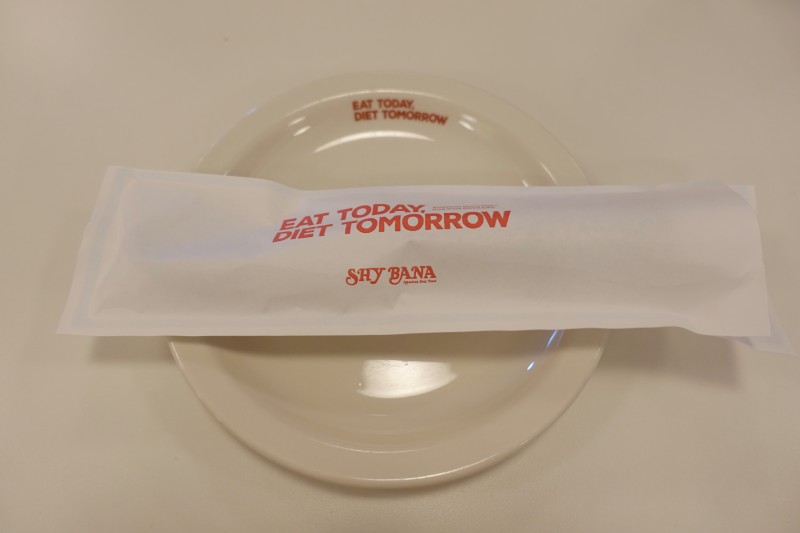 EAT TODAY,
DIET TOMORROW
EAT TODAY,
DIET TOMORROW
SHY BANA